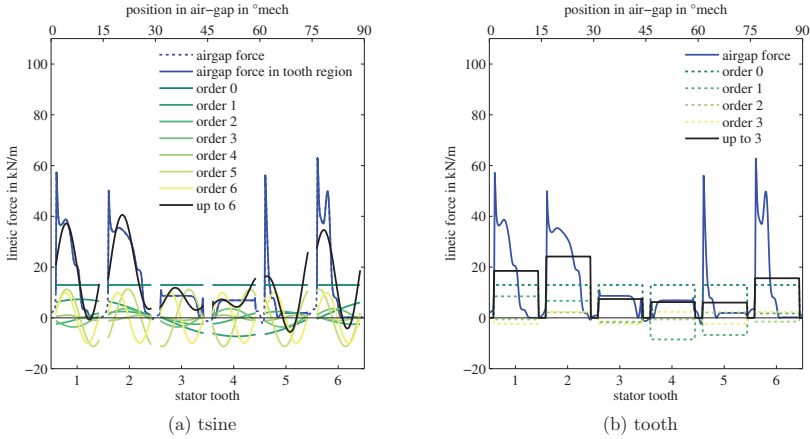 position in air-gap in °mech
0 15 30 45 60 75 90
100
80
60
40
20
0
−20
lineic force in kN/m
airgap force
airgap force in tooth region
order 0
order 1
order 2
order 3
order 4
order 5
order 6
up to 6
1 2 3 4 5 6
stator tooth
(a) tsine
position in air-gap in °mech
0 15 30 45 60 75 90
100
80
60
40
20
0
−20
lineic force in kN/m
airgap force
order 0
order 1
order 2
order 3
up to 3
1 2 3 4 5 6
stator tooth
(b) tooth